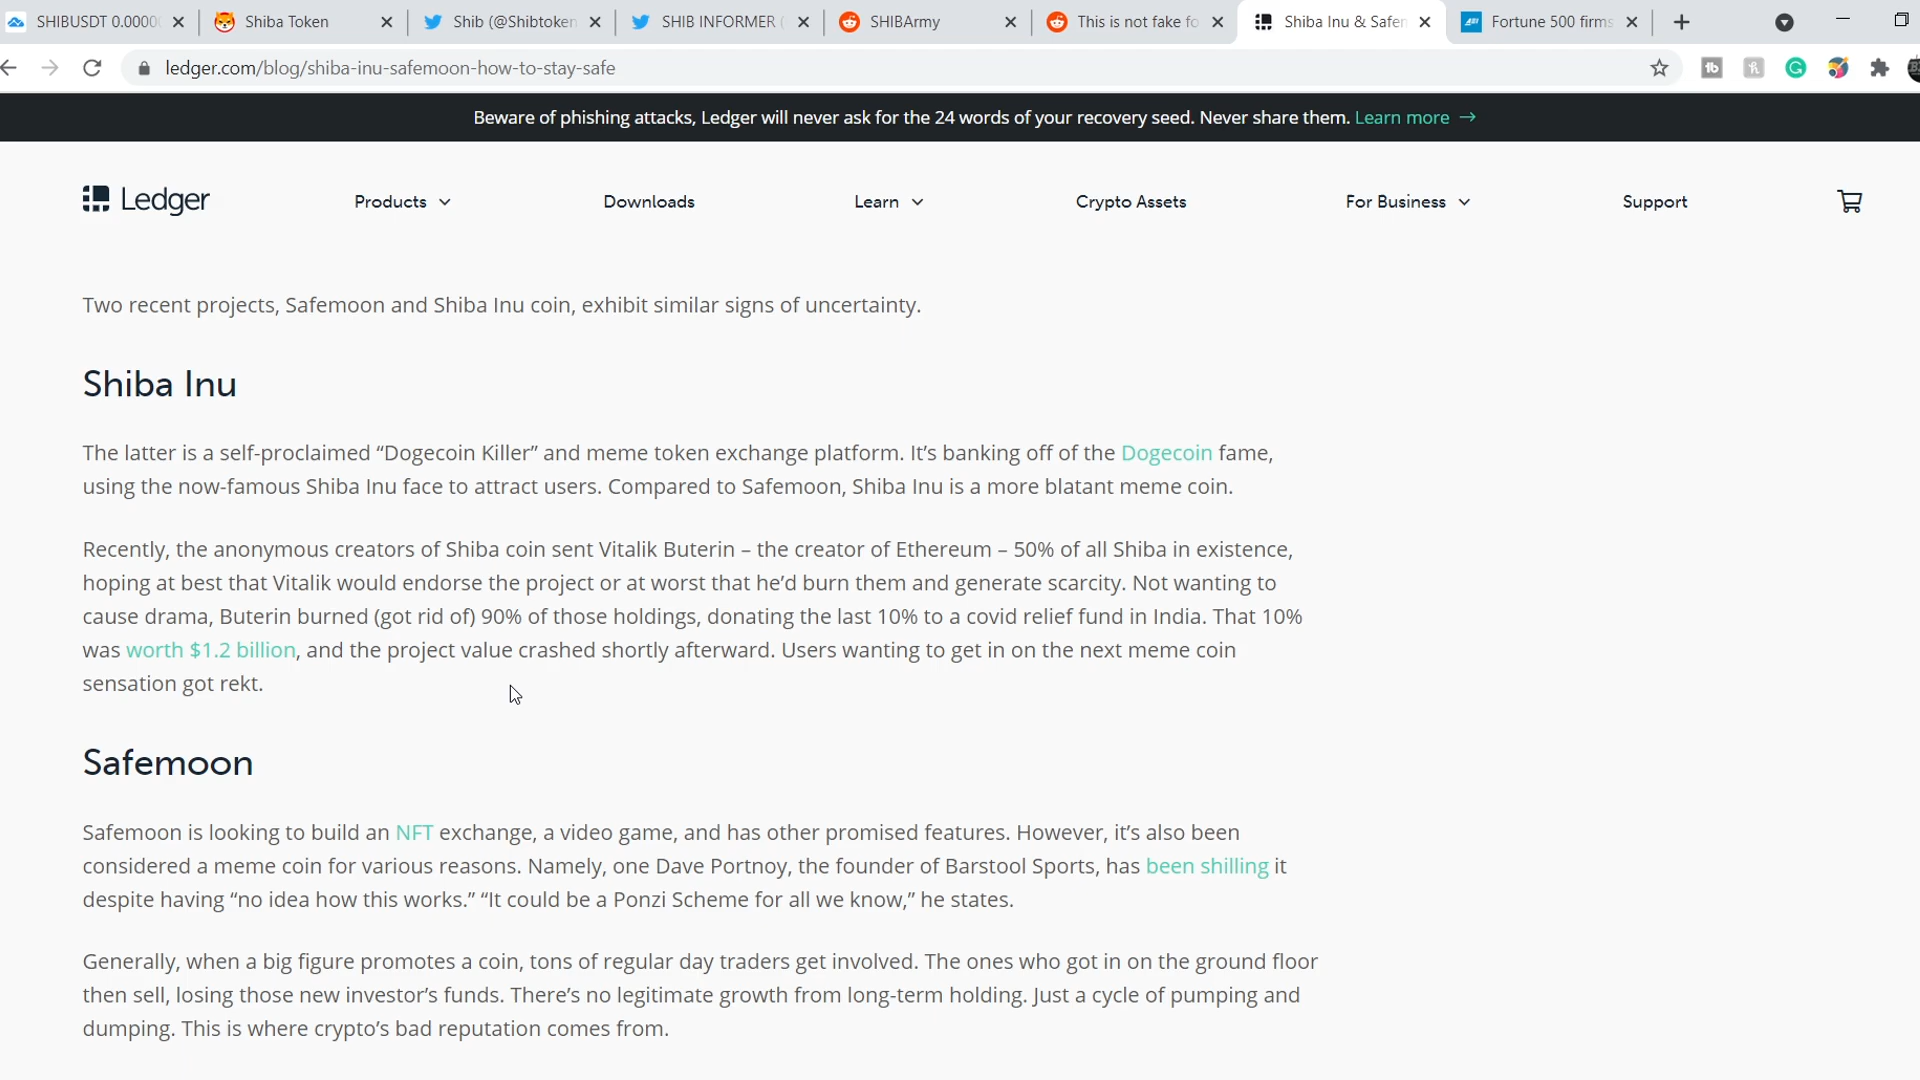 SHIBUSDT 0.0000
Shiba Token
Shib (@Shibtoken
SHIB INFORMER (
SHIBArmy
This is not fake fo
Shiba Inu & Safer
Fortune 500 firms
ledger.com/blog/shiba-inu-safemoon-how-to-stay-safe
Beware of phishing attacks, Ledger will never ask for the 24 words of your recovery seed. Never share them. Learn more →
Ledger
Products
Downloads
Learn
Crypto Assets
For Business
Support
Two recent projects, Safemoon and Shiba Inu coin, exhibit similar signs of uncertainty.
Shiba Inu
The latter is a self-proclaimed “Dogecoin Killer” and meme token exchange platform. It’s banking off of the Dogecoin fame,
using the now-famous Shiba Inu face to attract users. Compared to Safemoon, Shiba Inu is a more blatant meme coin.
Recently, the anonymous creators of Shiba coin sent Vitalik Buterin – the creator of Ethereum – 50% of all Shiba in existence,
hoping at best that Vitalik would endorse the project or at worst that he’d burn them and generate scarcity. Not wanting to
cause drama, Buterin burned (got rid of) 90% of those holdings, donating the last 10% to a covid relief fund in India. That 10%
was worth $1.2 billion, and the project value crashed shortly afterward. Users wanting to get in on the next meme coin
sensation got rekt.
Safemoon
Safemoon is looking to build an NFT exchange, a video game, and has other promised features. However, it’s also been
considered a meme coin for various reasons. Namely, one Dave Portnoy, the founder of Barstool Sports, has been shilling it
despite having “no idea how this works.” “It could be a Ponzi Scheme for all we know,” he states.
Generally, when a big figure promotes a coin, tons of regular day traders get involved. The ones who got in on the ground floor
then sell, losing those new investor’s funds. There’s no legitimate growth from long-term holding. Just a cycle of pumping and
dumping. This is where crypto’s bad reputation comes from.